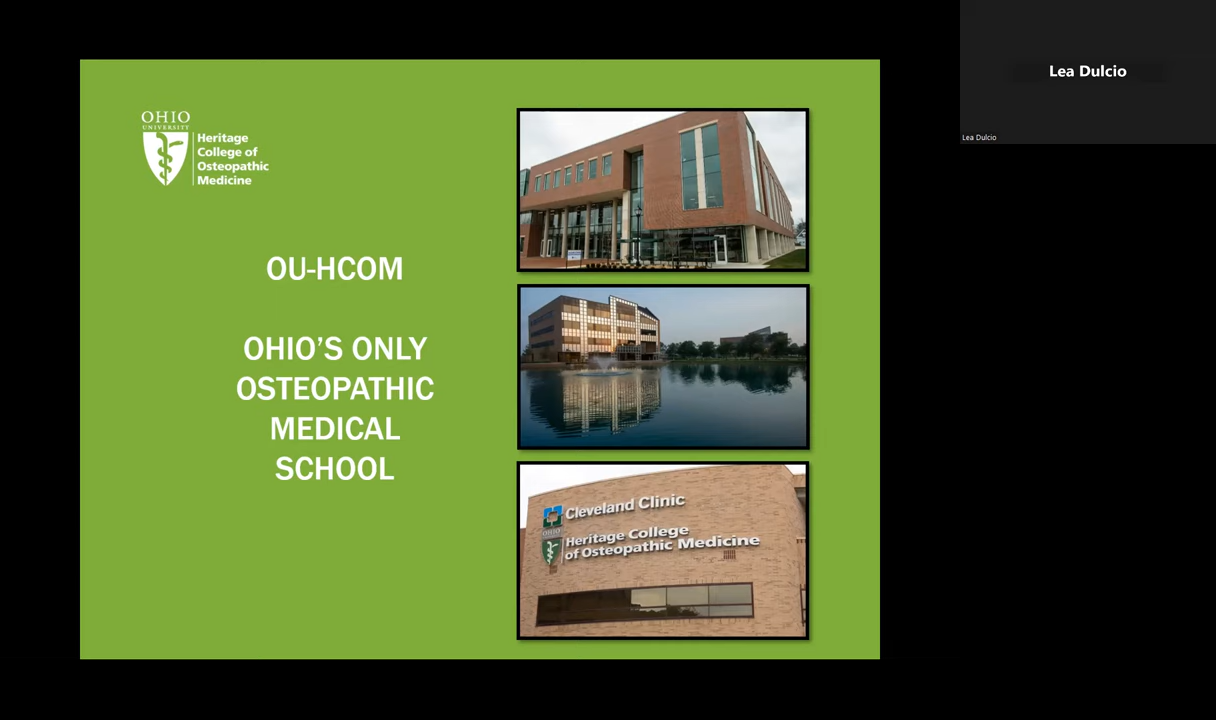 OHIO
UNIVERSITY
Heritage
College of
Osteopathic
Medicine
OU-HCOM
OHIO’S ONLY
OSTEOPATHIC
MEDICAL
SCHOOL
Cleveland Clinic
OHIO
Heritage College
of Osteopathic Medicine
Lea Dulcio
Lea Dulcio